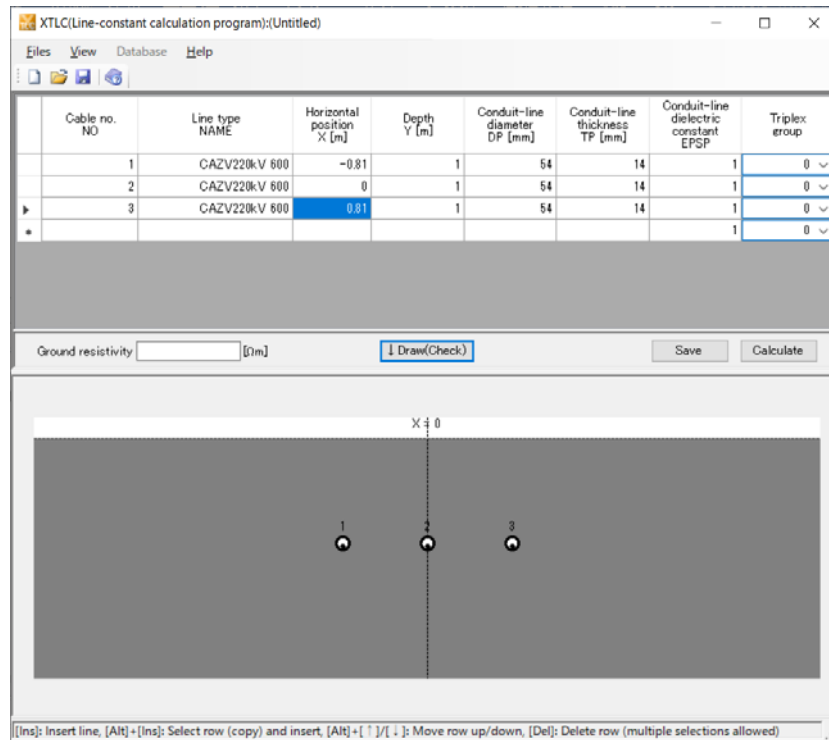 XTLC(Line-constant calculation program):(Untitled)
Files View Database Help
Cable no. NO
Line type NAME
Horizontal position X [m]
Depth Y [m]
Conduit-line diameter DP [mm]
Conduit-line thickness TP [mm]
Conduit-line dielectric constant EPSP
Triplex group
1 CAZV220kV 600 -0.81 1 54 14 1 0
2 CAZV220kV 600 0 1 54 14 1 0
3 CAZV220kV 600 0.81 1 54 14 1 0
* 1 0
Ground resistivity [Ωm] ↓Draw(Check) Save Calculate
X = 0
1 2 3
[Ins]: Insert line, [Alt]+[Ins]: Select row (copy) and insert, [Alt]+[↑]/[↓]: Move row up/down, [Del]: Delete row (multiple selections allowed)